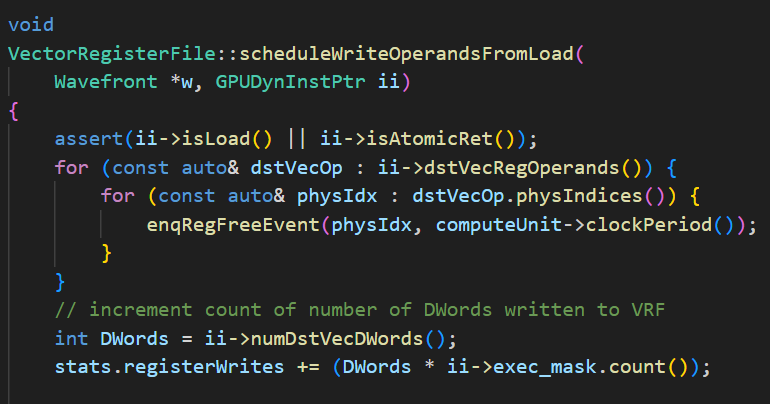 void
VectorRegisterFile::scheduleWriteOperandsFromLoad(
    Wavefront *w, GPUDynInstPtr ii)
{
    assert(ii->isLoad() || ii->isAtomicRet());
    for (const auto& dstVecOp : ii->dstVecRegOperands()) {
        for (const auto& physIdx : dstVecOp.physIndices()) {
            enqRegFreeEvent(physIdx, computeUnit->clockPeriod());
        }
    }
    // increment count of number of DWords written to VRF
    int DWords = ii->numDstVecDWords();
    stats.registerWrites += (DWords * ii->exec_mask.count());